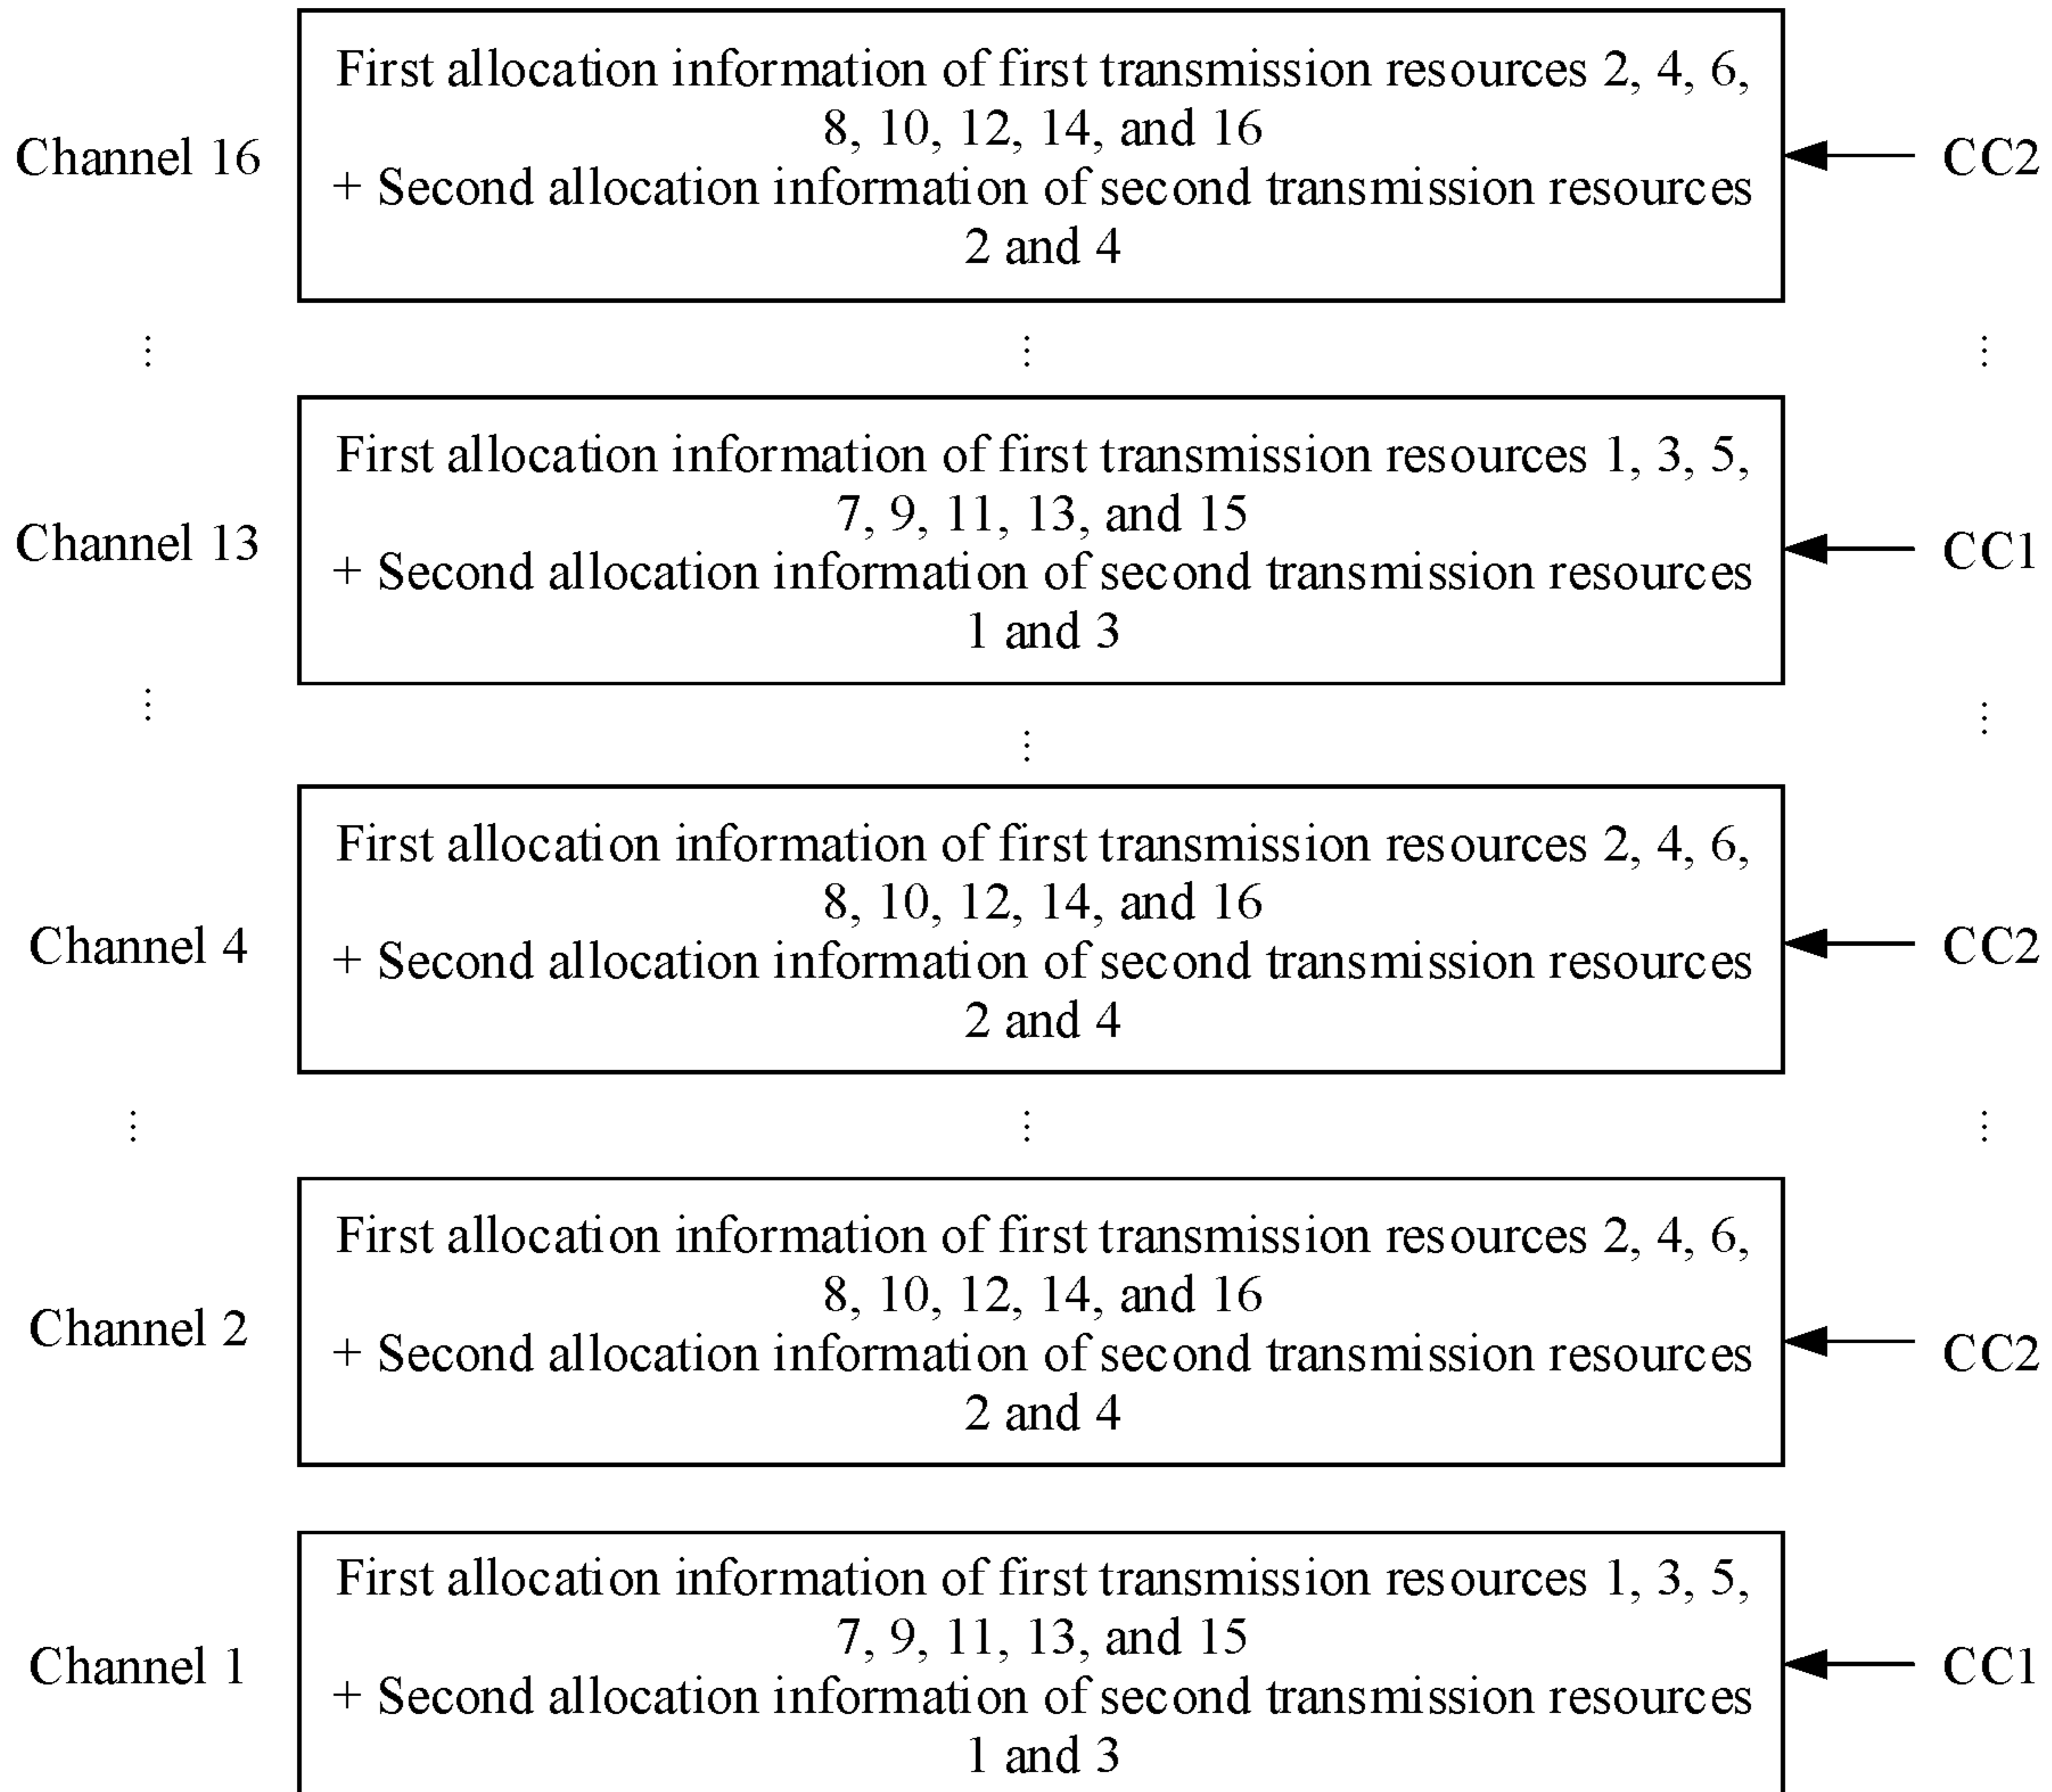 First allocation information of first transmission resources 2, 4, 6,
8, 10, 12, 14, and 16
Channel 16
+ Second allocation information of second transmission resources
2 and 4
CC2
First allocation information of first transmission resources 1, 3, 5,
7, 9, 11, 13, and 15
Channel 13
+ Second allocation information of second transmission resources
1 and 3
CC1
First allocation information of first transmission resources 2, 4, 6,
8, 10, 12, 14, and 16
Channel 4
+ Second allocation information of second transmission resources
2 and 4
CC2
First allocation information of first transmission resources 2, 4, 6,
8, 10, 12, 14, and 16
Channel 2
+ Second allocation information of second transmission resources
2 and 4
CC2
First allocation information of first transmission resources 1, 3, 5,
7, 9, 11, 13, and 15
Channel 1
+ Second allocation information of second transmission resources
1 and 3
CC1